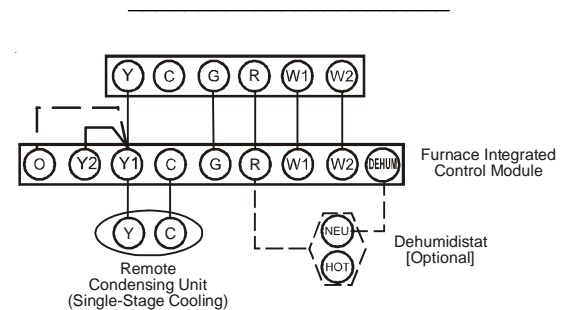 Y C G R W1 W2
O Y2 Y1 C G R W1 W2 DEHUM
Furnace Integrated
Control Module
Y C
NEU
HOT
Dehumidistat
[Optional]
Remote
Condensing Unit
(Single-Stage Cooling)